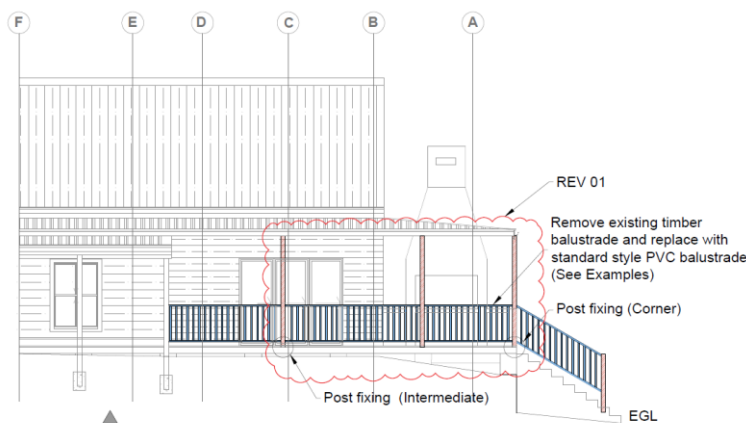 F E D C B A
REV 01
Remove existing timber
balustrade and replace with
standard style PVC balustrade
(See Examples)
Post fixing (Corner)
Post fixing (Intermediate)
EGL